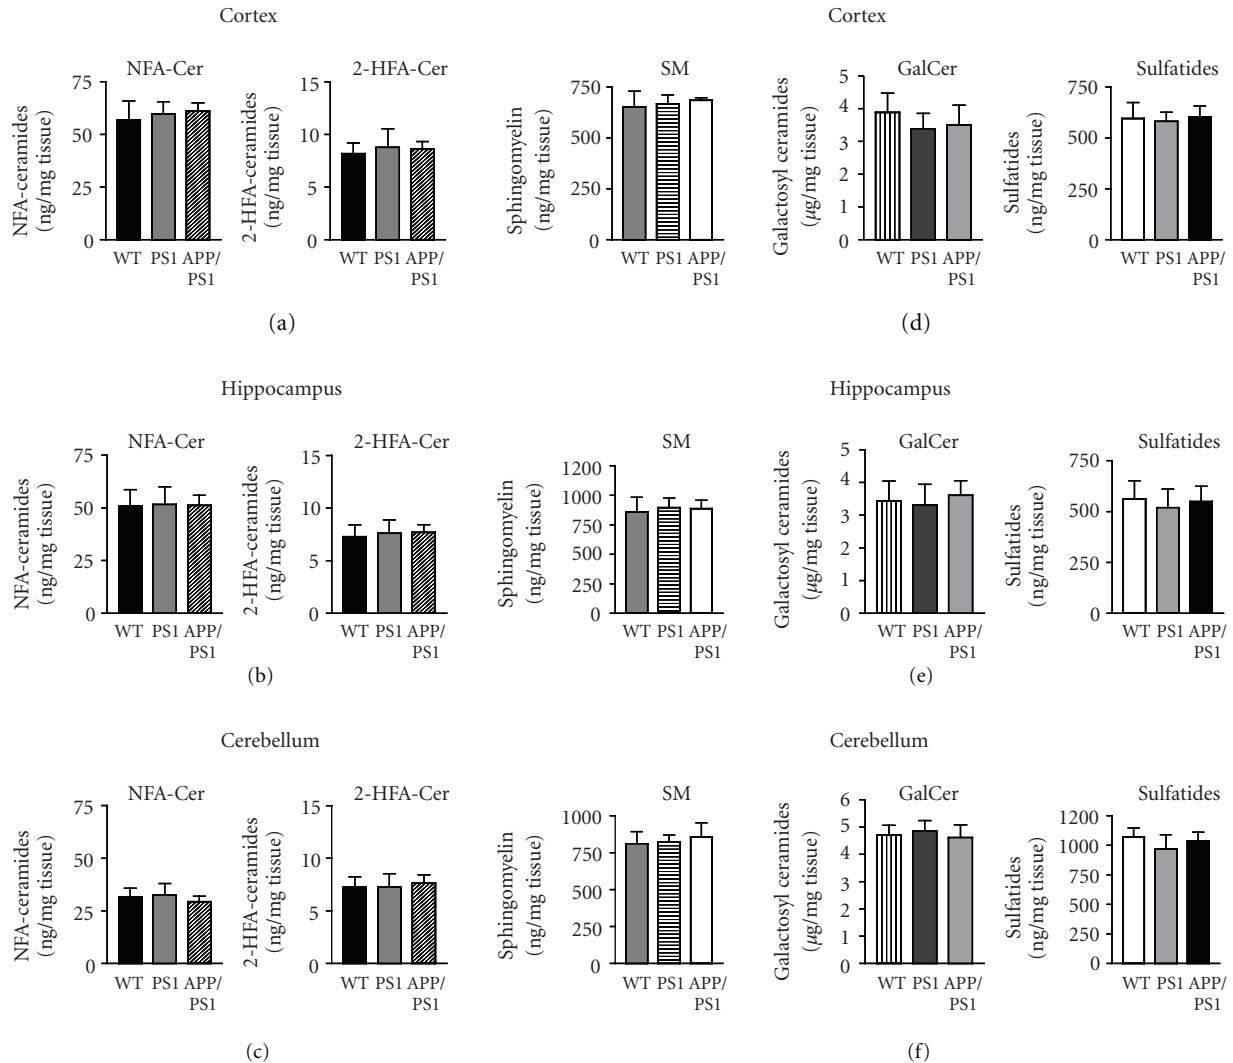 Cortex
NFA-Cer
NFA-ceramides
(ng/mg tissue)
75
50
25
0
WT PS1 APP/
PS1
2-HFA-Cer
2-HFA-ceramides
(ng/mg tissue)
15
10
5
0
WT PS1 APP/
PS1
SM
Sphingomyelin
(ng/mg tissue)
750
500
250
0
WT PS1 APP/
PS1
(a)
Cortex
GalCer
Galactosyl ceramides
(μg/mg tissue)
5
4
3
2
1
0
WT PS1 APP/
PS1
Sulfatides
Sulfatides
(ng/mg tissue)
750
500
250
0
WT PS1 APP/
PS1
(d)
Hippocampus
NFA-Cer
NFA-ceramides
(ng/mg tissue)
75
50
25
0
WT PS1 APP/
PS1
2-HFA-Cer
2-HFA-ceramides
(ng/mg tissue)
15
10
5
0
WT PS1 APP/
PS1
SM
Sphingomyelin
(ng/mg tissue)
1200
1000
750
500
250
0
WT PS1 APP/
PS1
(b)
Hippocampus
GalCer
Galactosyl ceramides
(μg/mg tissue)
5
4
3
2
1
0
WT PS1 APP/
PS1
Sulfatides
Sulfatides
(ng/mg tissue)
750
500
250
0
WT PS1 APP/
PS1
(e)
Cerebellum
NFA-Cer
NFA-ceramides
(ng/mg tissue)
75
50
25
0
WT PS1 APP/
PS1
2-HFA-Cer
2-HFA-ceramides
(ng/mg tissue)
15
10
5
0
WT PS1 APP/
PS1
SM
Sphingomyelin
(ng/mg tissue)
1000
750
500
250
0
WT PS1 APP/
PS1
(c)
Cerebellum
GalCer
Galactosyl ceramides
(μg/mg tissue)
6
5
4
3
2
1
0
WT PS1 APP/
PS1
Sulfatides
Sulfatides
(ng/mg tissue)
1200
1000
750
500
250
0
WT PS1 APP/
PS1
(f)